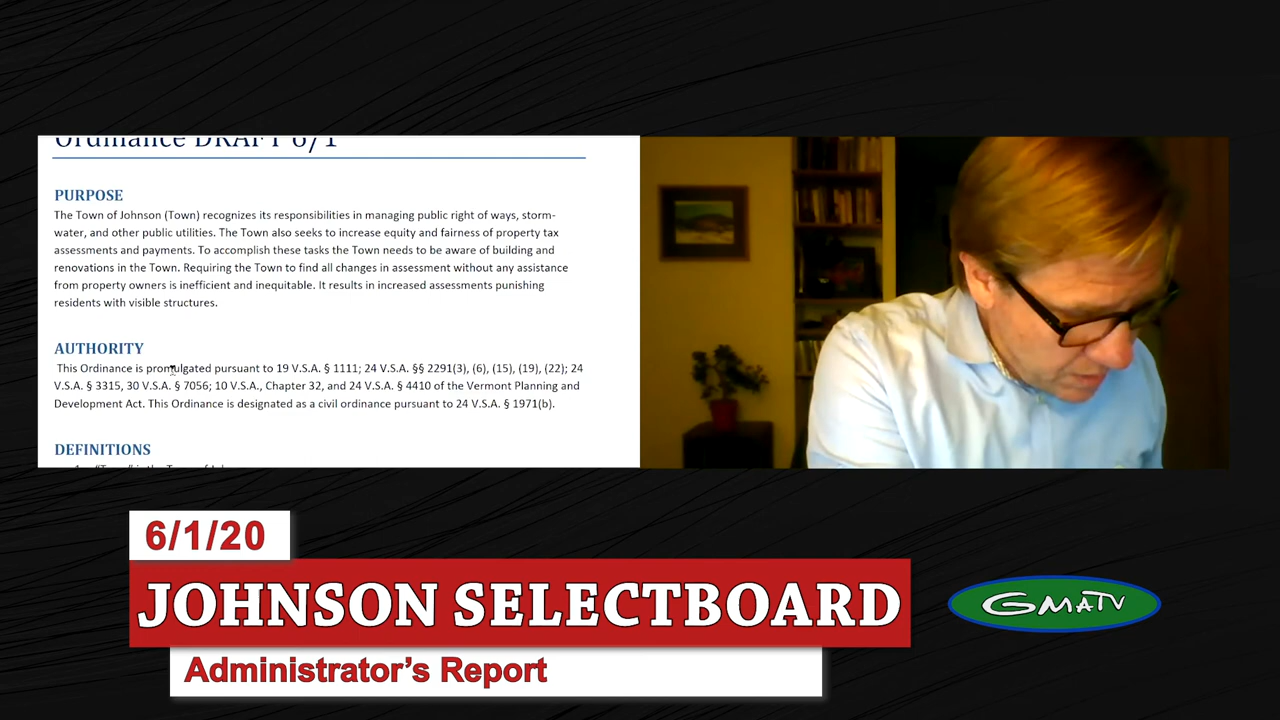 Ordinance DRAFT 6/1
PURPOSE
The Town of Johnson (Town) recognizes its responsibilities in managing public right of ways, storm-
water, and other public utilities. The Town also seeks to increase equity and fairness of property tax
assessments and payments. To accomplish these tasks the Town needs to be aware of building and
renovations in the Town. Requiring the Town to find all changes in assessment without any assistance
from property owners is inefficient and inequitable. It results in increased assessments punishing
residents with visible structures.
AUTHORITY
This Ordinance is promulgated pursuant to 19 V.S.A. § 1111; 24 V.S.A. §§ 2291(3), (6), (15), (19), (22); 24
V.S.A. § 3315, 30 V.S.A. § 7056; 10 V.S.A., Chapter 32, and 24 V.S.A. § 4410 of the Vermont Planning and
Development Act. This Ordinance is designated as a civil ordinance pursuant to 24 V.S.A. § 1971(b).
DEFINITIONS
6/1/20
JOHNSON SELECTBOARD
GMATV
Administrator's Report